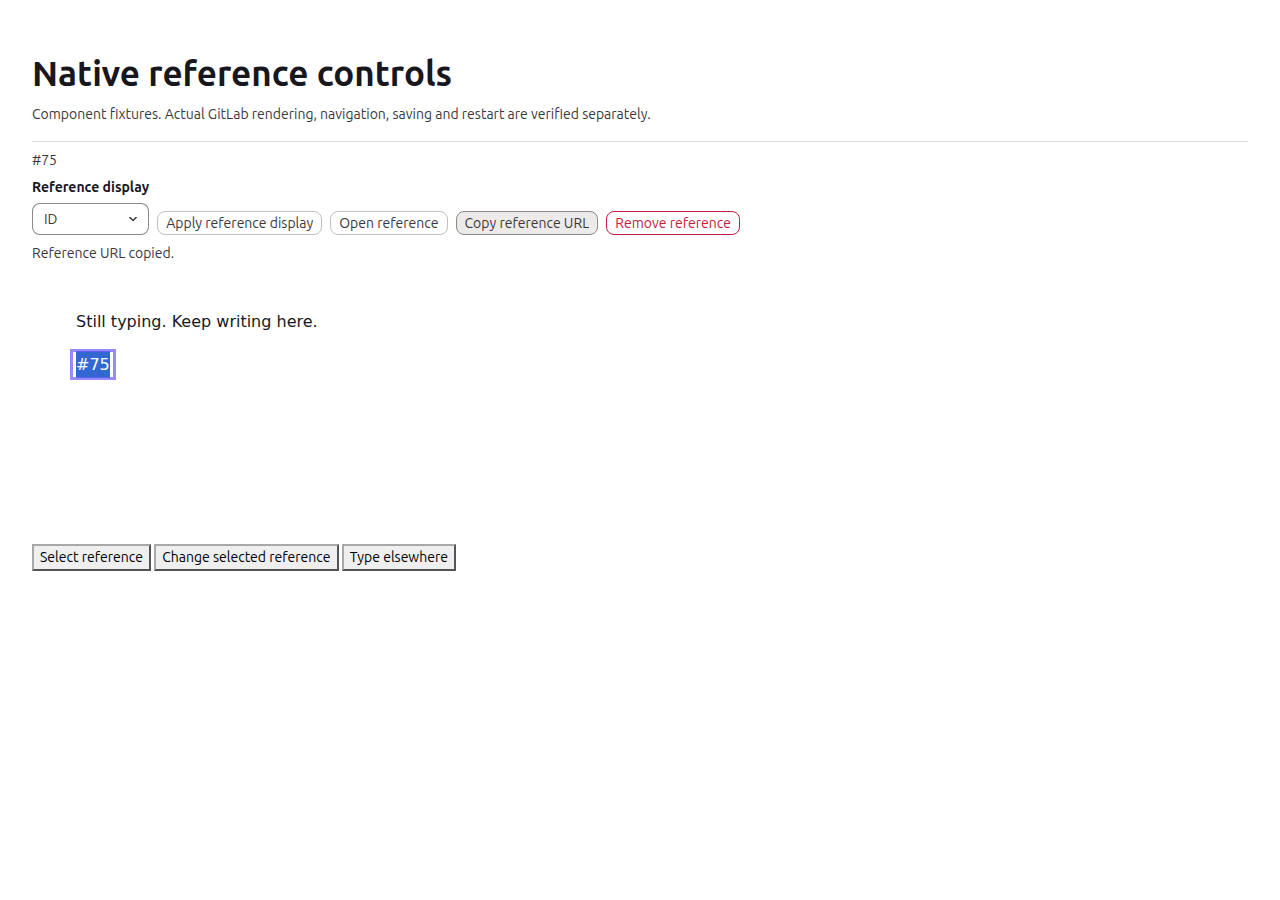 Native reference controls
Component fixtures. Actual GitLab rendering, navigation, saving and restart are verified separately.
#75
Reference display
ID Apply reference display Open reference Copy reference URL Remove reference
Reference URL copied.
Still typing. Keep writing here.
#75
Select reference Change selected reference Type elsewhere